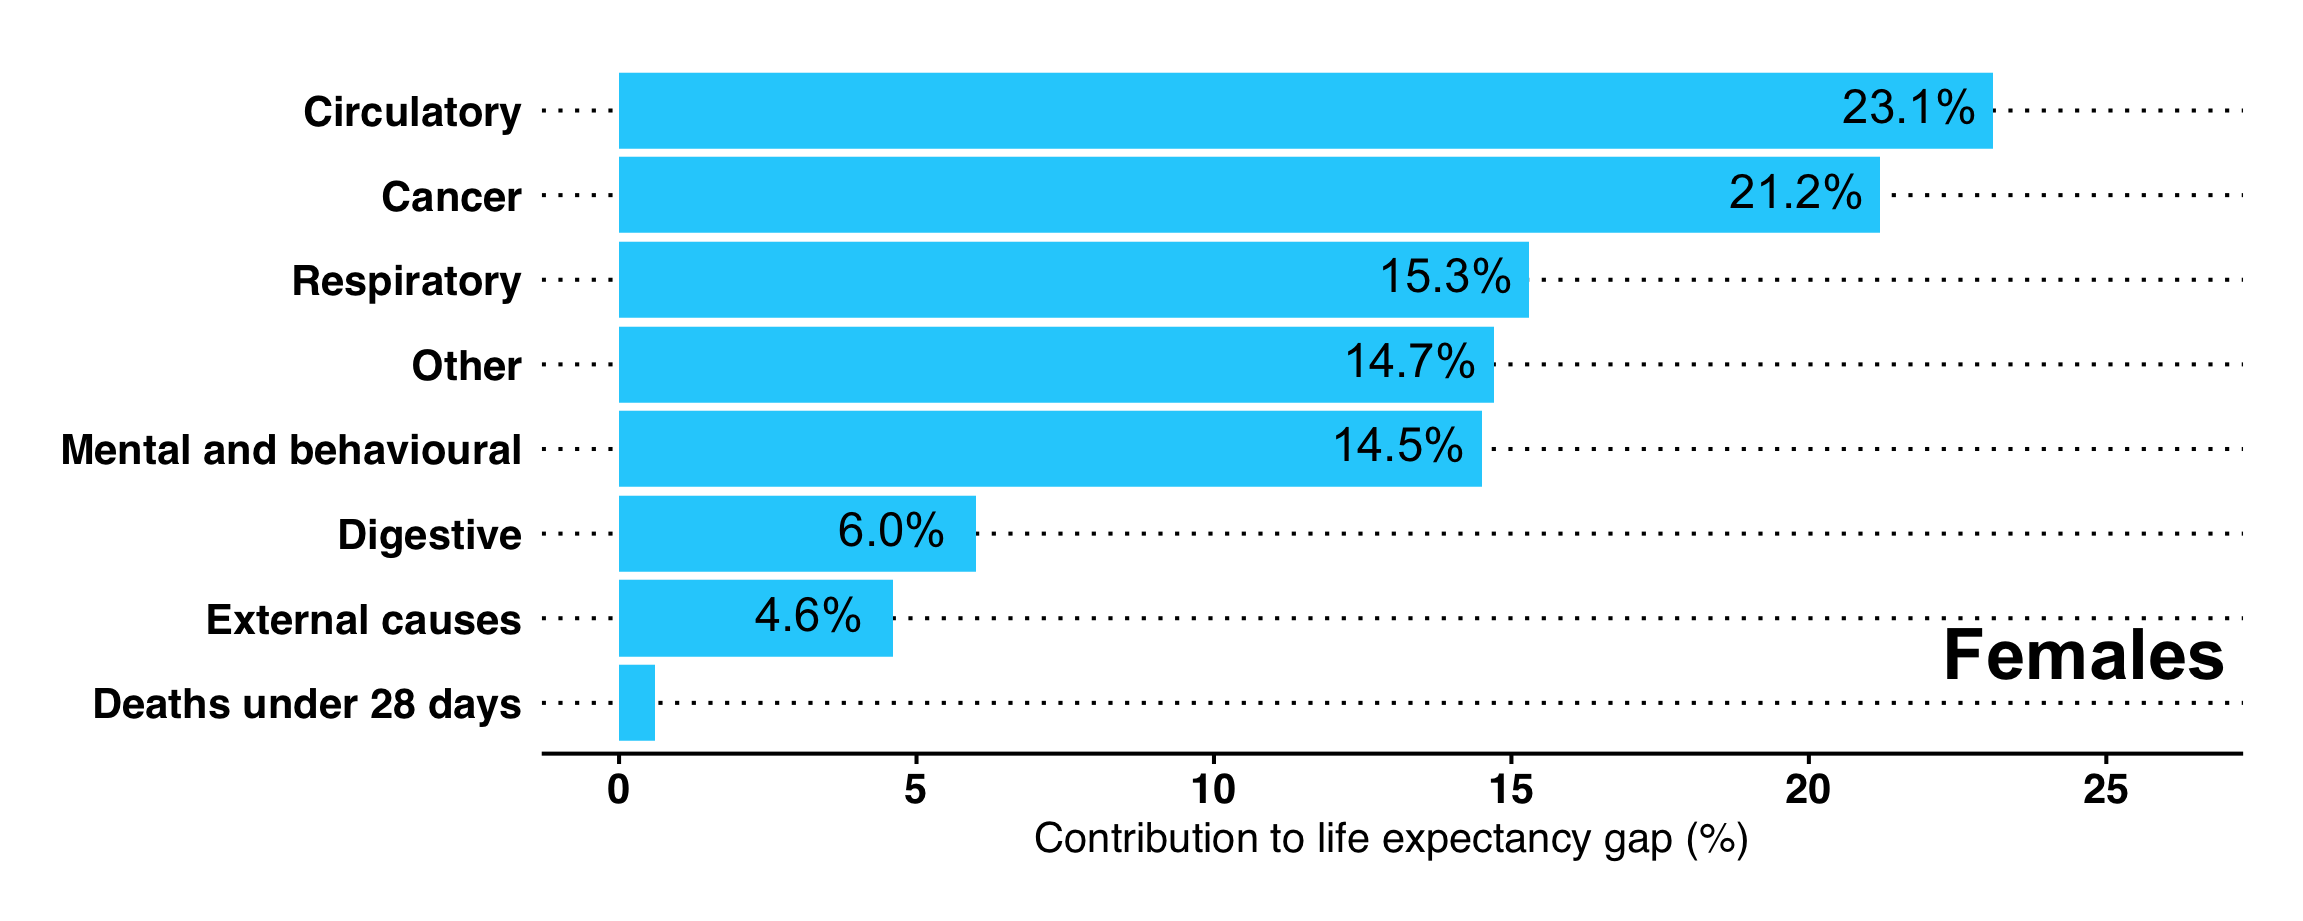 Circulatory 23.1%
Cancer 21.2%
Respiratory 15.3%
Other 14.7%
Mental and behavioural 14.5%
Digestive 6.0%
External causes 4.6%
Females
Deaths under 28 days
0 5 10 15 20 25
Contribution to life expectancy gap (%)